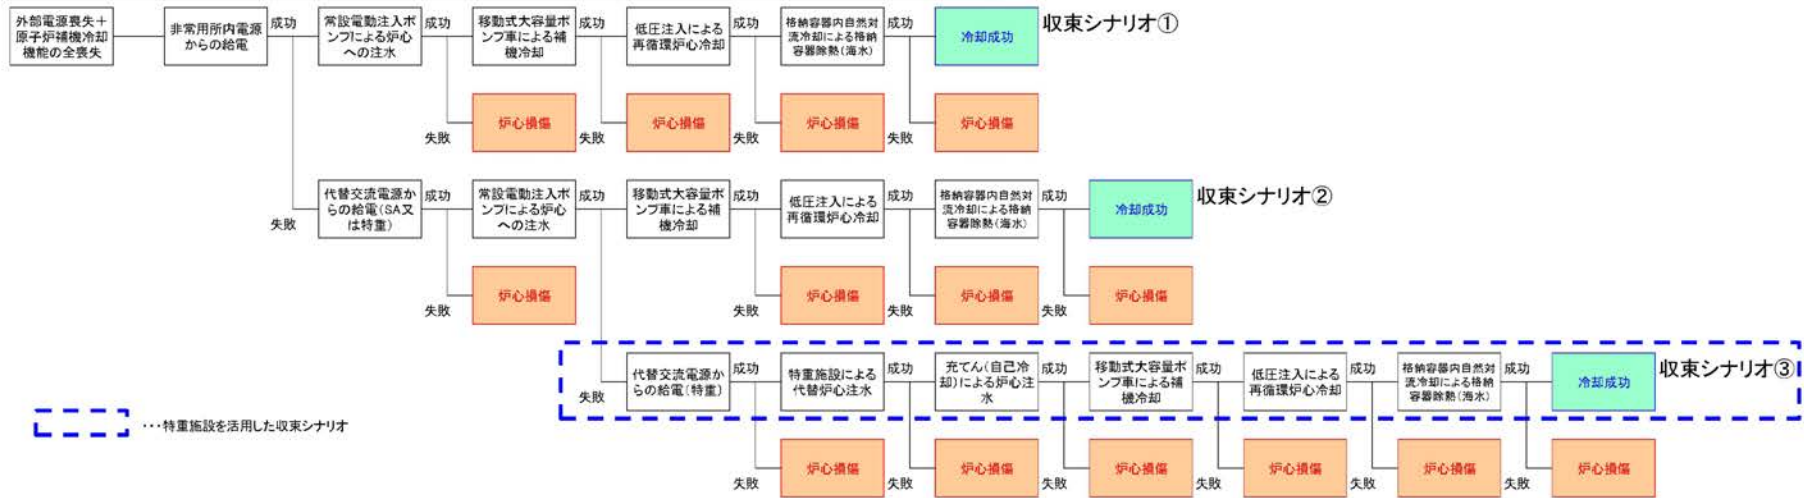 外部電源喪失＋
原子炉補機冷却
機能の全喪失
非常用所内電源
からの給電
成功
常設電動注入ポ
ンプによる炉心
への注水
成功
移動式大容量ポ
ンプ車による補
機冷却
成功
低圧注入による
再循環炉心冷却
成功
格納容器内自然対
流冷却による格納
容器除熱(海水)
成功
冷却成功
収束シナリオ①
失敗
炉心損傷
失敗
炉心損傷
失敗
炉心損傷
失敗
炉心損傷
失敗
代替交流電源か
らの給電(SA又
は特重)
成功
常設電動注入ポ
ンプによる炉心
への注水
成功
移動式大容量ポ
ンプ車による補
機冷却
成功
低圧注入による
再循環炉心冷却
成功
格納容器内自然対
流冷却による格納
容器除熱(海水)
成功
冷却成功
収束シナリオ②
失敗
炉心損傷
失敗
炉心損傷
失敗
炉心損傷
失敗
炉心損傷
失敗
代替交流電源か
らの給電(特重)
成功
特重施設による
代替炉心注水
成功
充てん(自己冷
却)による炉心注
水
成功
移動式大容量ポ
ンプ車による補
機冷却
成功
低圧注入による
再循環炉心冷却
成功
格納容器内自然対
流冷却による格納
容器除熱(海水)
成功
冷却成功
収束シナリオ③
・・・特重施設を活用した収束シナリオ
失敗
炉心損傷
失敗
炉心損傷
失敗
炉心損傷
失敗
炉心損傷
失敗
炉心損傷
失敗
炉心損傷